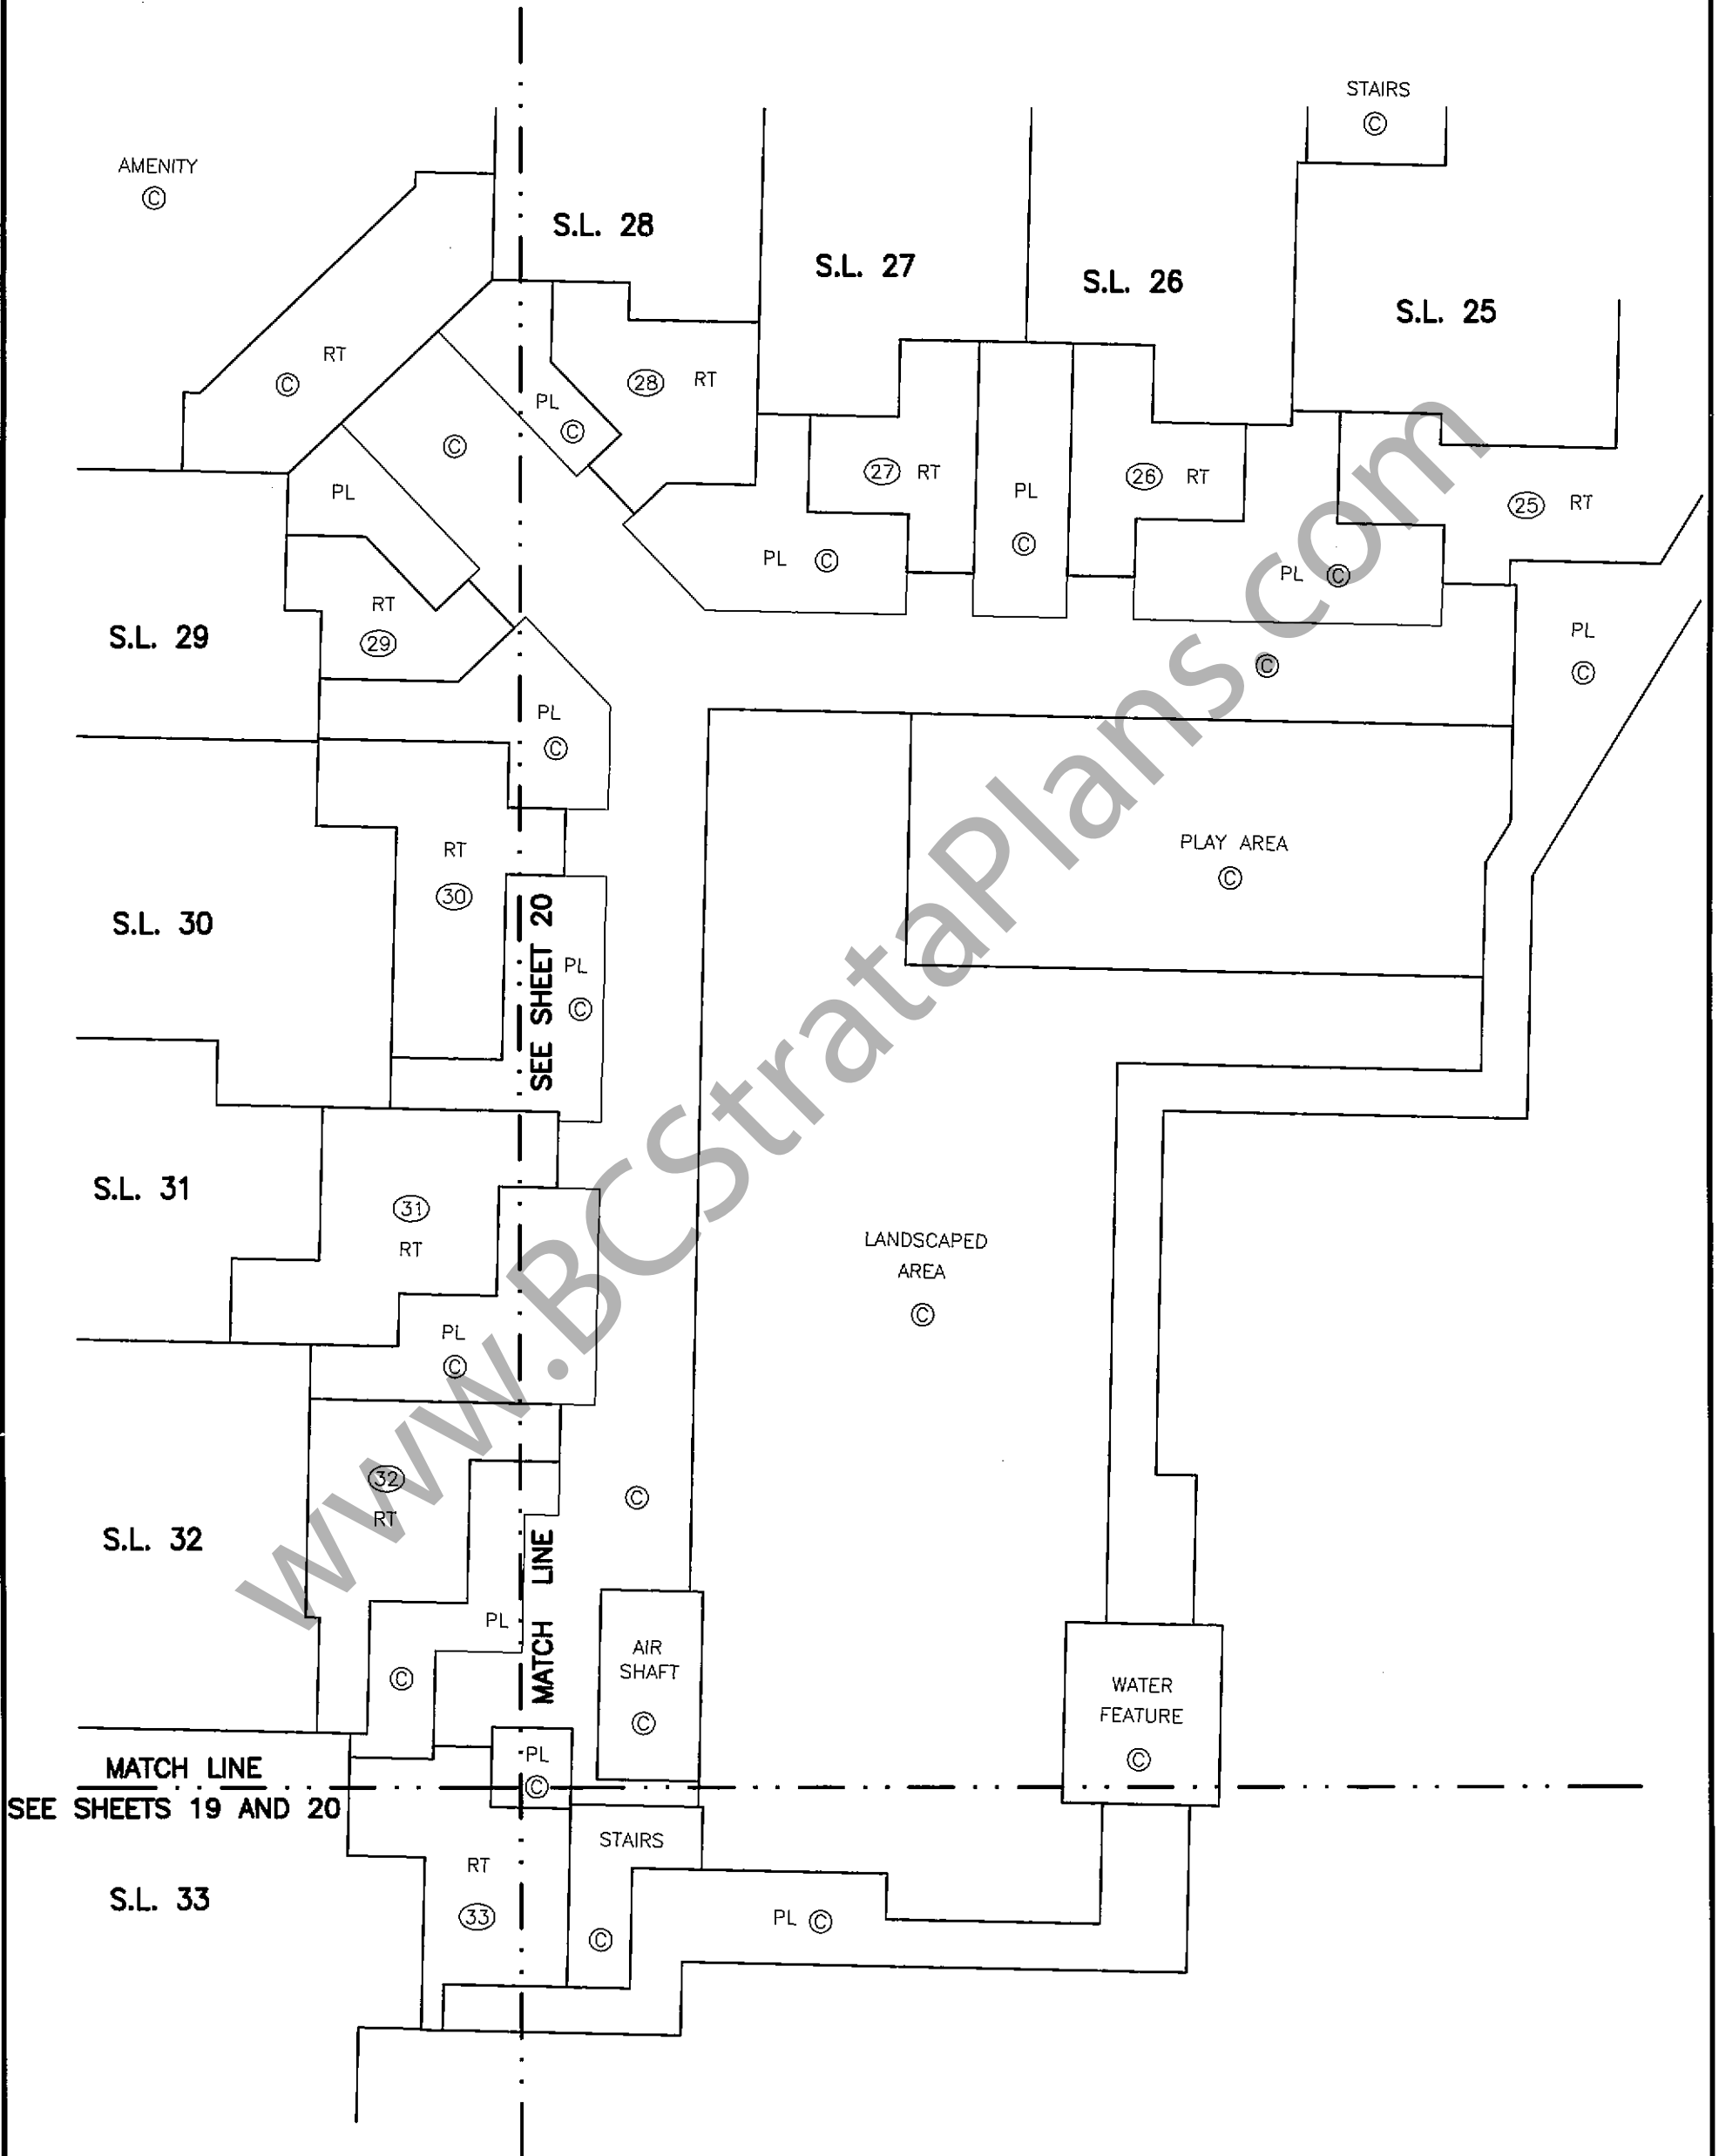 STAIRS
©
AMENITY
©
S.L. 28
S.L. 27
S.L. 26
S.L. 25
RT
©
28 RT
PL
©
©
27 RT
26 RT
25 RT
PL
PL
©
PL ©
PL ©
RT
29
S.L. 29
PL
©
©
PL
©
PLAY AREA
©
RT
30
S.L. 30
SEE SHEET 20
PL
©
S.L. 31
31
RT
LANDSCAPED
AREA
©
PL
©
32
RT
©
S.L. 32
MATCH LINE
PL
©
AIR
SHAFT
©
WATER
FEATURE
©
PL
©
MATCH LINE
SEE SHEETS 19 AND 20
STAIRS
©
RT
33
S.L. 33
PL ©
www.BCStrataPlans.com